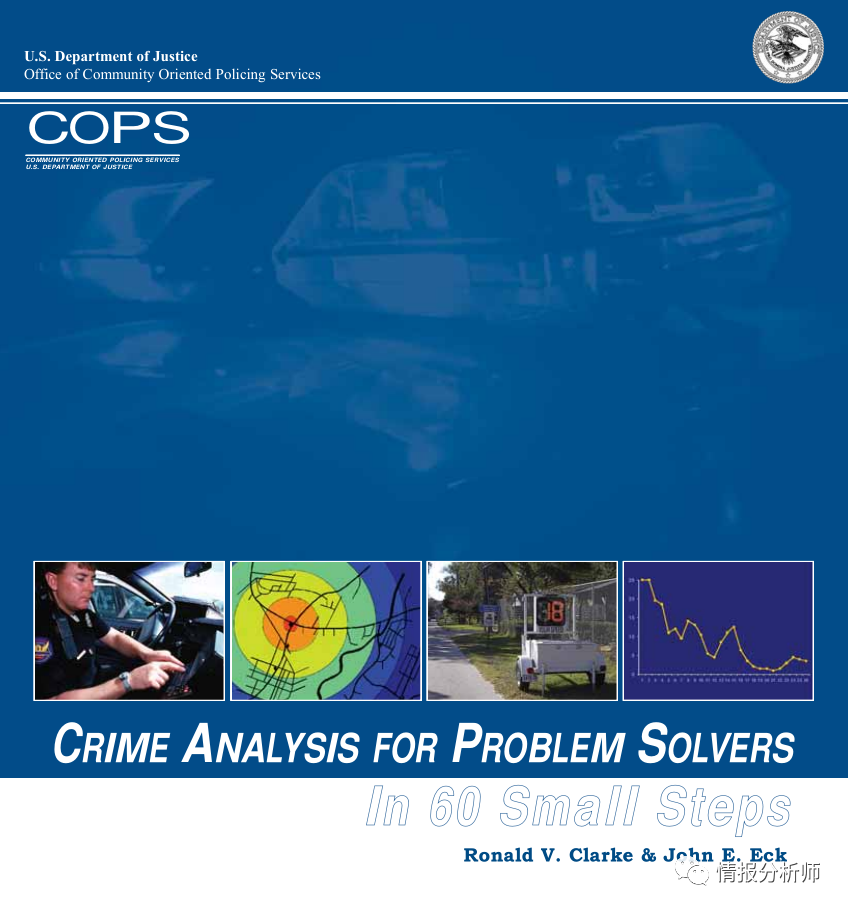 U.S. Department of Justice
Office of Community Oriented Policing Services
COPS
COMMUNITY ORIENTED POLICING SERVICES
U.S. DEPARTMENT OF JUSTICE
18
CRIME ANALYSIS FOR PROBLEM SOLVERS
In 60 Small Steps
Ronald V. Clarke & John E. Eck
情报分析师